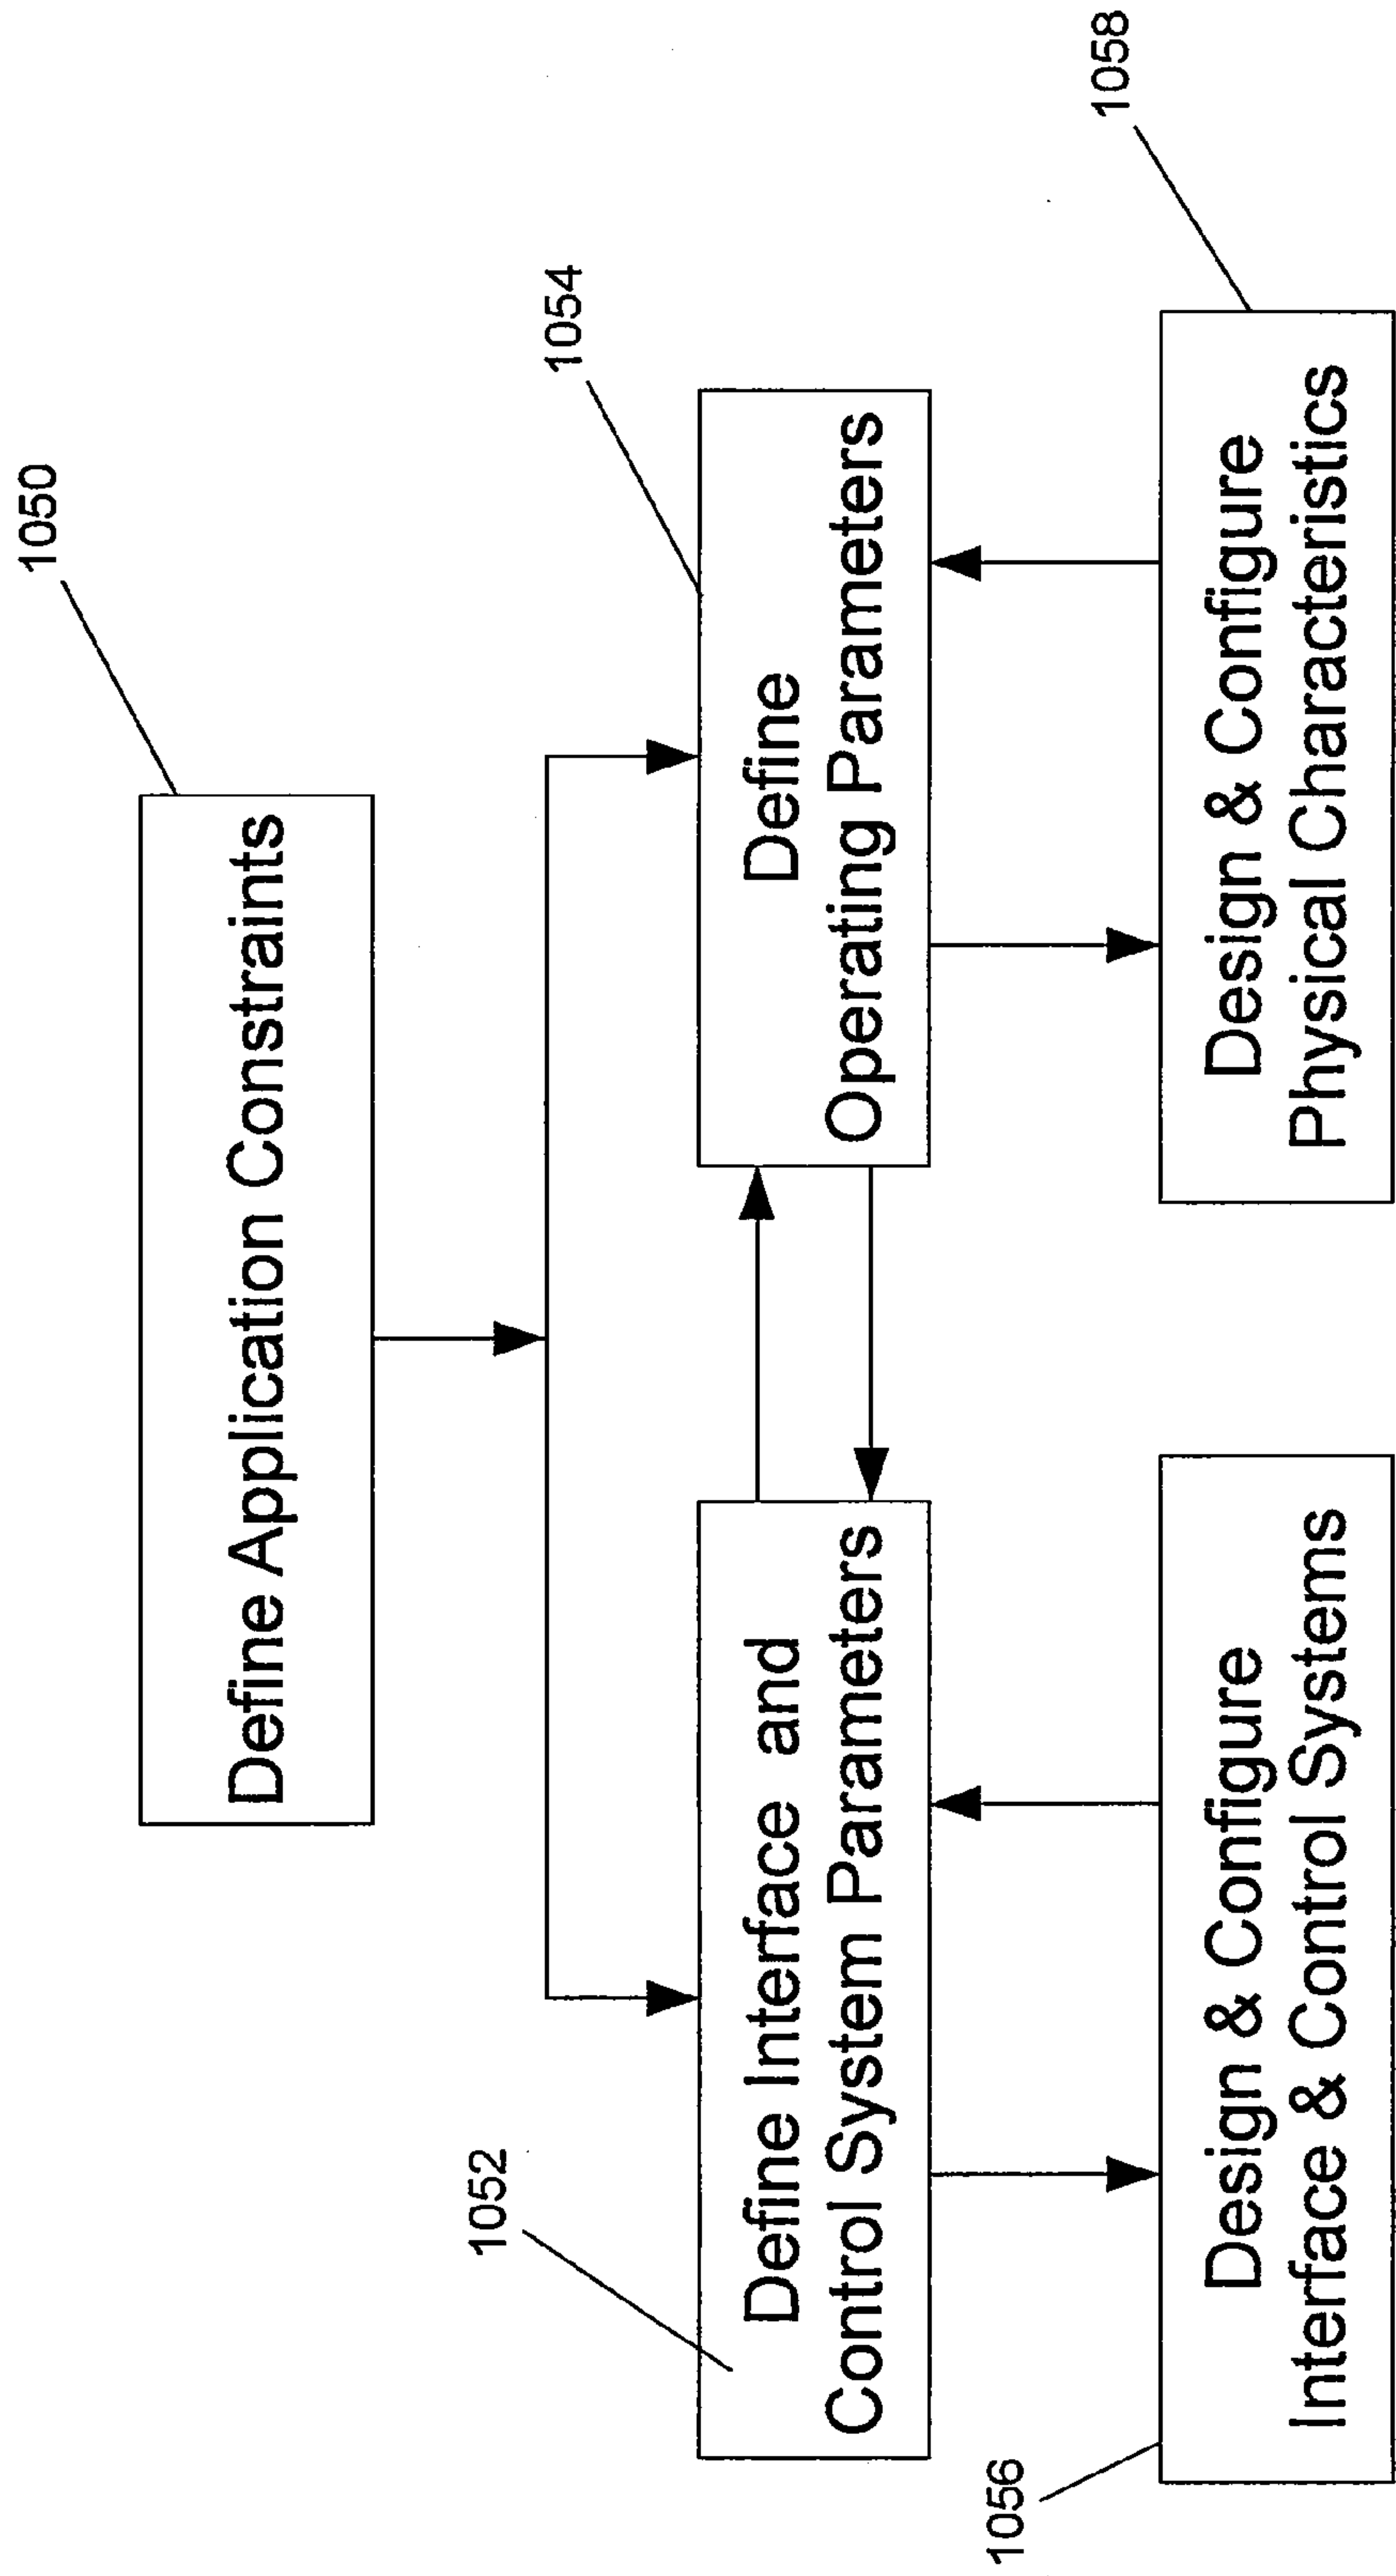 1050
Define Application Constraints
1052
Define Interface and
Control System Parameters
1054
Define
Operating Parameters
1056
Design & Configure
Interface & Control Systems
1058
Design & Configure
Physical Characteristics